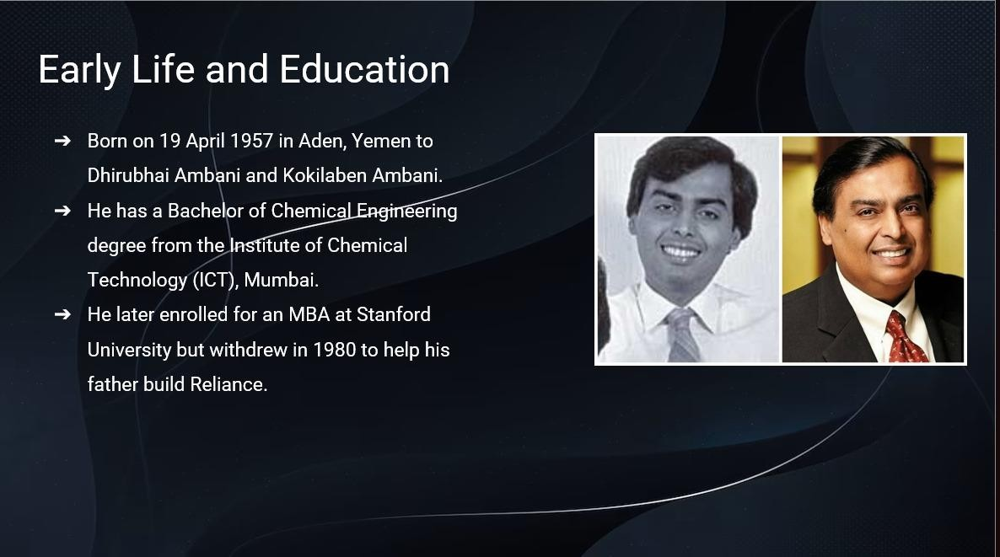 Early Life and Education
➔ Born on 19 April 1957 in Aden, Yemen to
Dhirubhai Ambani and Kokilaben Ambani.
➔ He has a Bachelor of Chemical Engineering
degree from the Institute of Chemical
Technology (ICT), Mumbai.
➔ He later enrolled for an MBA at Stanford
University but withdrew in 1980 to help his
father build Reliance.